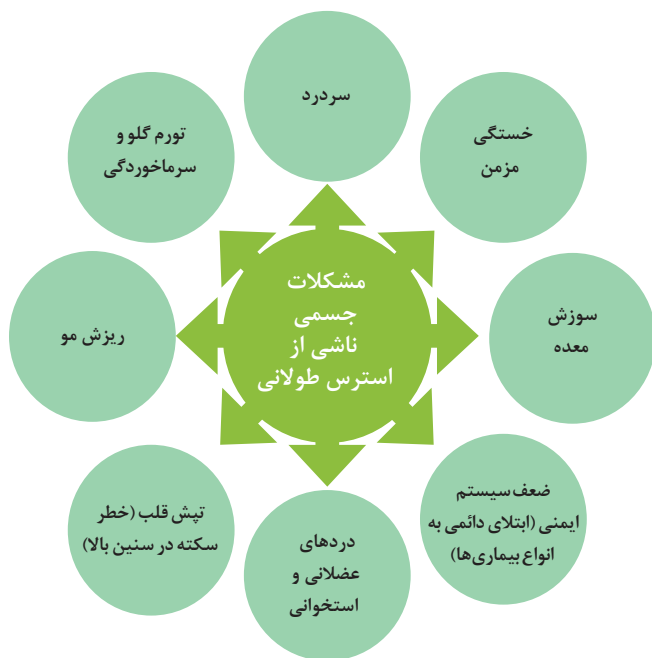 سردرد
خستگی
مزمن
سوزش
معده
ضعف سیستم
ایمنی (ابتلای دائمی به
انواع بیماری‌ها)
دردهای
عضلانی و
استخوانی
تپش قلب (خطر
سکته در سنین بالا)
ریزش مو
تورم گلو و
سرماخوردگی
مشکلات
جسمی
ناشی از
استرس طولانی